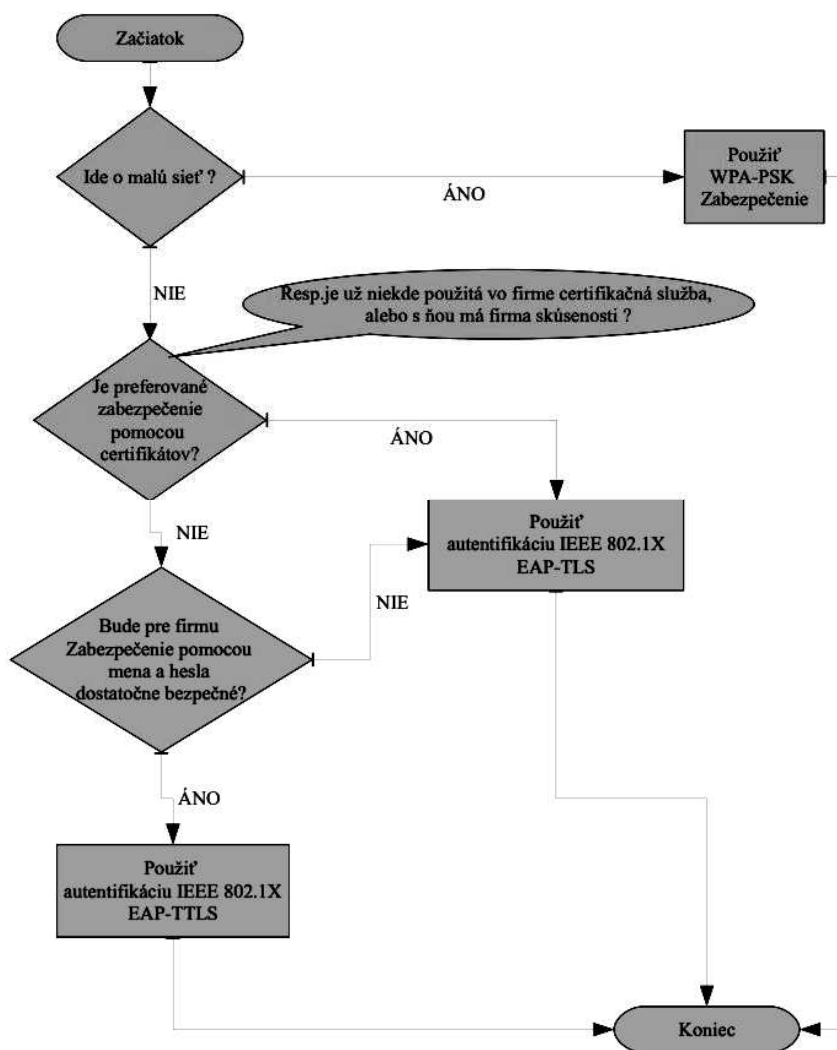 Začiatok
Ide o malú sieť ?
ÁNO
Použiť
WPA-PSK
Zabezpečenie
NIE
Resp.je už niekde použitá vo firme certifikačná služba,
alebo s ňou má firma skúsenosti ?
Je preferované
zabezpečenie
pomocou
certifikátov?
ÁNO
NIE
Použiť
autentifikáciu IEEE 802.1X
EAP-TLS
NIE
Bude pre firmu
Zabezpečenie pomocou
mena a hesla
dostatočne bezpečné?
ÁNO
Použiť
autentifikáciu IEEE 802.1X
EAP-TTLS
Koniec